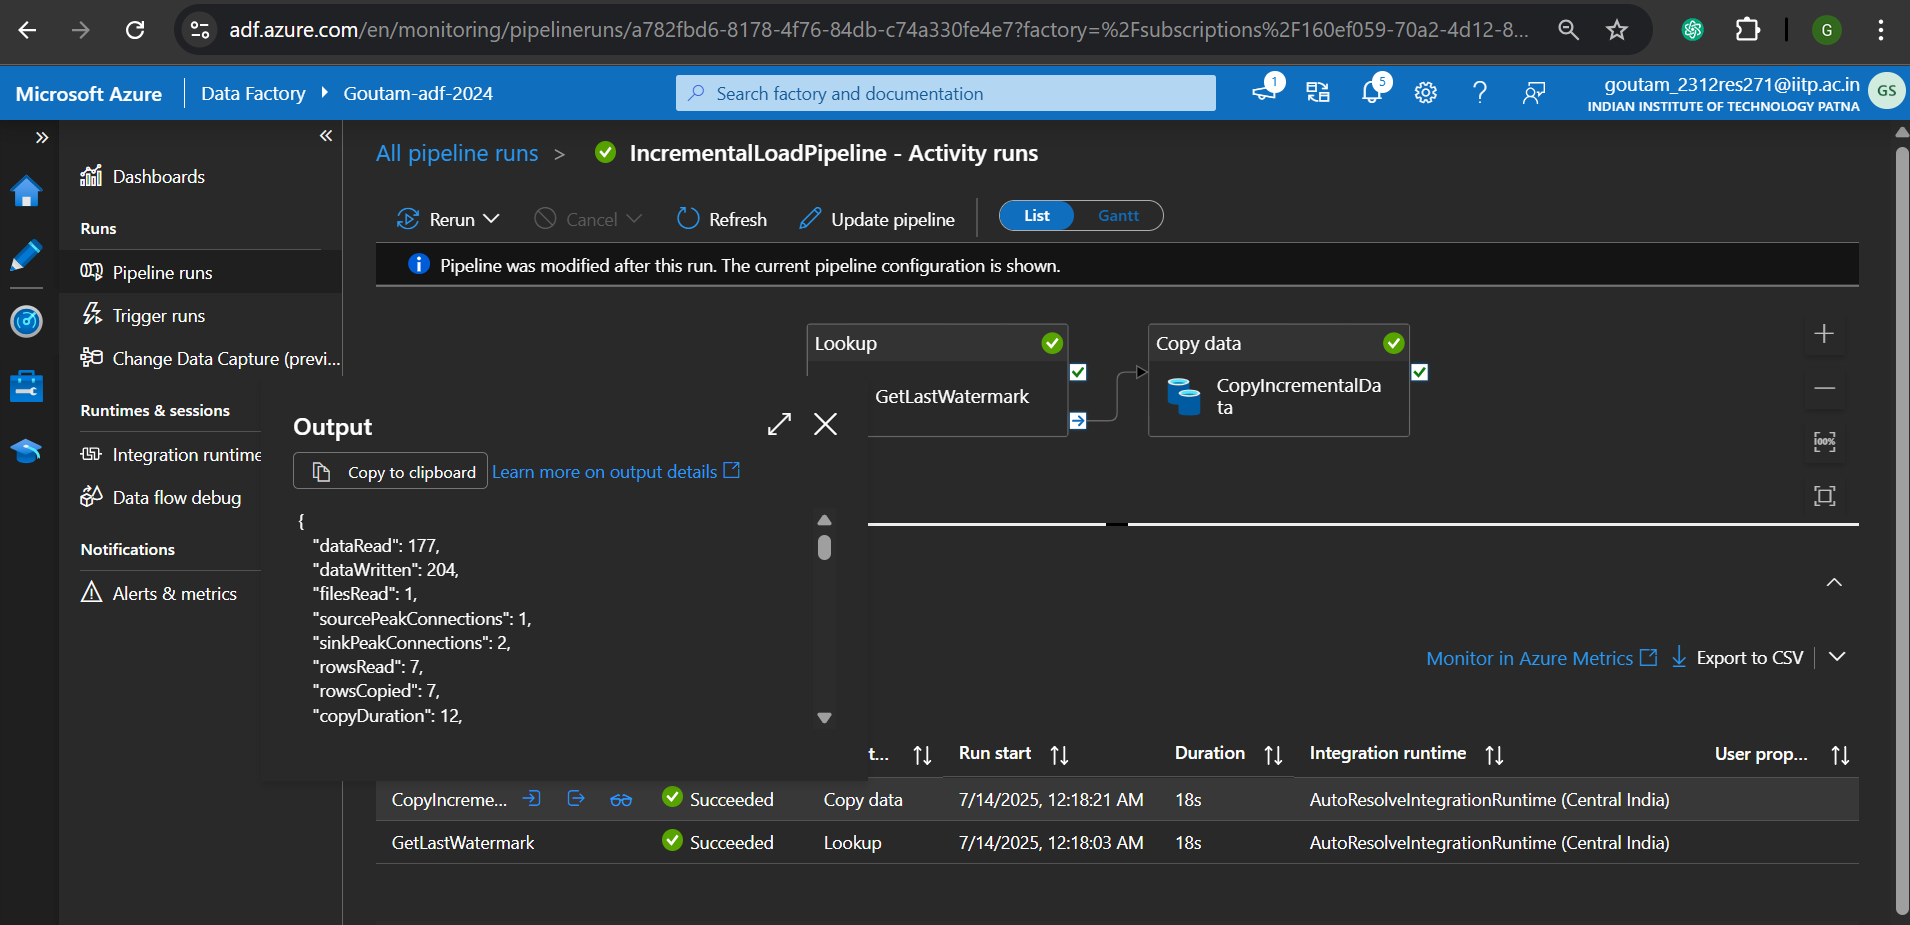 adf.azure.com/en/monitoring/pipelineruns/a782fbd6-8178-4f76-84db-c74a330fe4e7?factory=%2Fsubscriptions%2F160ef059-70a2-4d12-8...
G
Microsoft Azure
Data Factory
Goutam-adf-2024
Search factory and documentation
1
5
goutam_2312res271@iitp.ac.in
INDIAN INSTITUTE OF TECHNOLOGY PATNA
GS
Dashboards
Runs
Pipeline runs
Trigger runs
Change Data Capture (previ...
Runtimes & sessions
Integration runtime
Data flow debug
Notifications
Alerts & metrics
All pipeline runs >
IncrementalLoadPipeline - Activity runs
Rerun
Cancel
Refresh
Update pipeline
List
Gantt
Pipeline was modified after this run. The current pipeline configuration is shown.
Lookup
GetLastWatermark
Copy data
CopyIncrementalDa
ta
100%
Output
Copy to clipboard
Learn more on output details
{
"dataRead": 177,
"dataWritten": 204,
"filesRead": 1,
"sourcePeakConnections": 1,
"sinkPeakConnections": 2,
"rowsRead": 7,
"rowsCopied": 7,
"copyDuration": 12,
Monitor in Azure Metrics
Export to CSV
t...
Run start
Duration
Integration runtime
User prop...
CopyIncreme...
Succeeded
Copy data
7/14/2025, 12:18:21 AM
18s
AutoResolveIntegrationRuntime (Central India)
GetLastWatermark
Succeeded
Lookup
7/14/2025, 12:18:03 AM
18s
AutoResolveIntegrationRuntime (Central India)